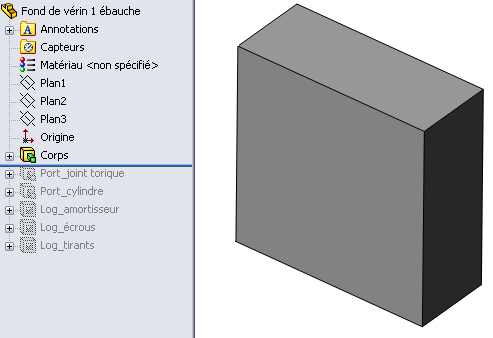 Fond de vérin 1 ébauche
A Annotations
Capteurs
Matériau <non spécifié>
Plan1
Plan2
Plan3
Origine
Corps
Port_joint torique
Port_cylindre
Log_amortisseur
Log_écrous
Log_tirants